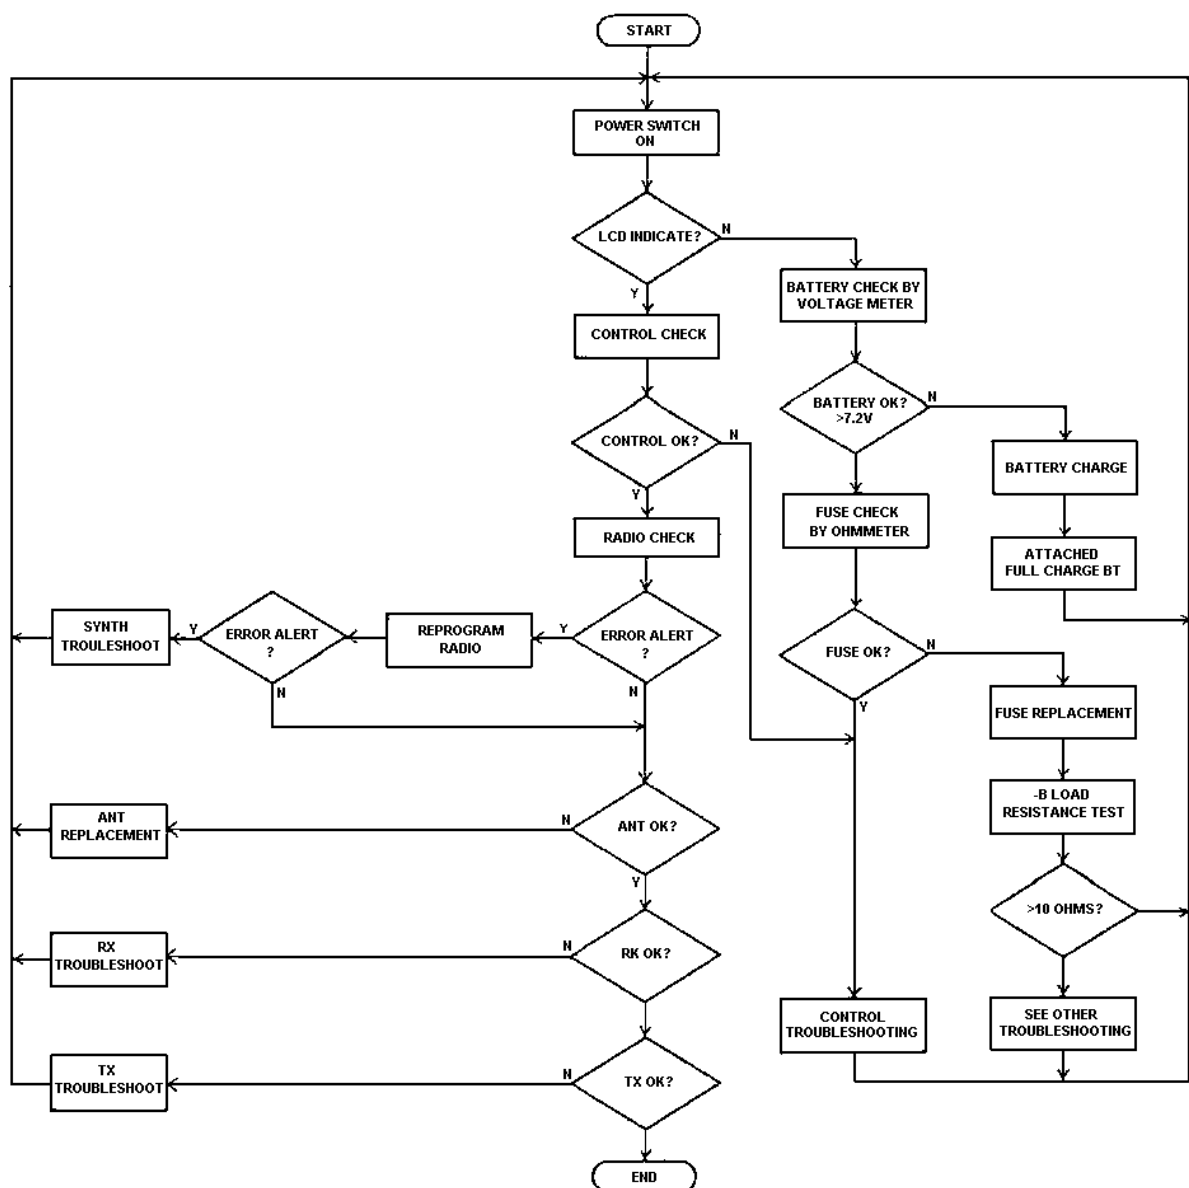 START
POWER SWITCH
ON
LCD INDICATE?
N
Y
BATTERY CHECK BY
VOLTAGE METER
CONTROL CHECK
BATTERY OK?
>7.2V
N
CONTROL OK?
N
Y
BATTERY CHARGE
FUSE CHECK
BY OHMMETER
RADIO CHECK
ATTACHED
FULL CHARGE BT
SYNTH
TROULESHOOT
Y
ERROR ALERT
?
N
REPROGRAM
RADIO
Y
ERROR ALERT
?
N
FUSE OK?
N
Y
FUSE REPLACEMENT
-B LOAD
RESISTANCE TEST
ANT
REPLACEMENT
N
ANT OK?
Y
>10 OHMS?
RX
TROUBLESHOOT
N
RK OK?
CONTROL
TROUBLESHOOTING
SEE OTHER
TROUBLESHOOTING
TX
TROUBLESHOOT
N
TX OK?
END